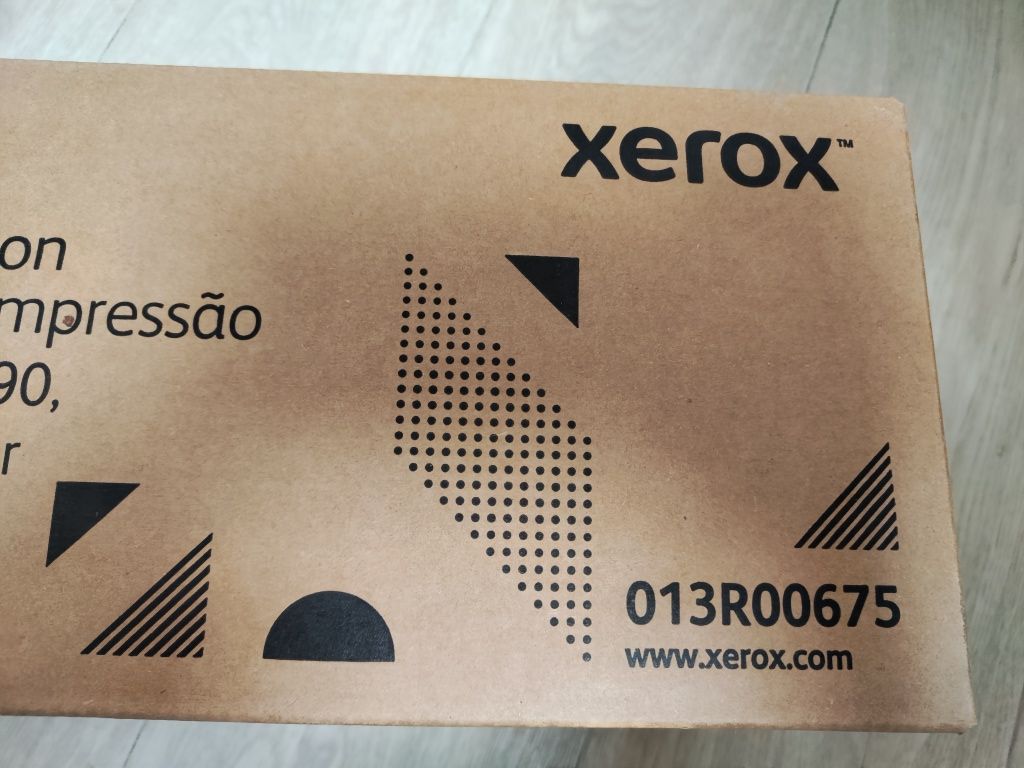 xerox™
on
mpressão
90,
r
013R00675
www.xerox.com